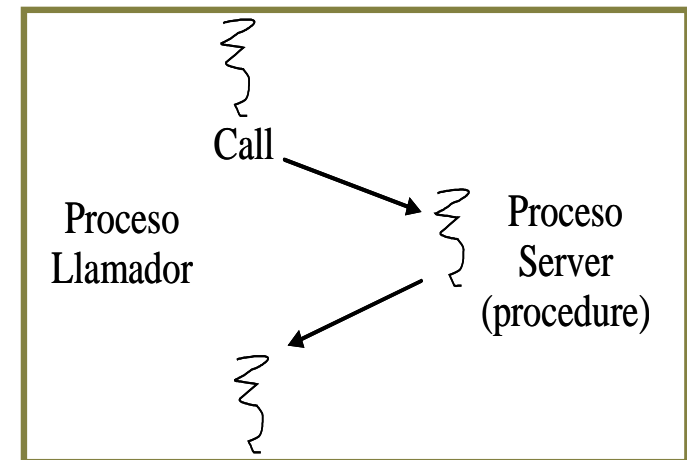 Call
Proceso
Llamador
Proceso
Server
(procedure)